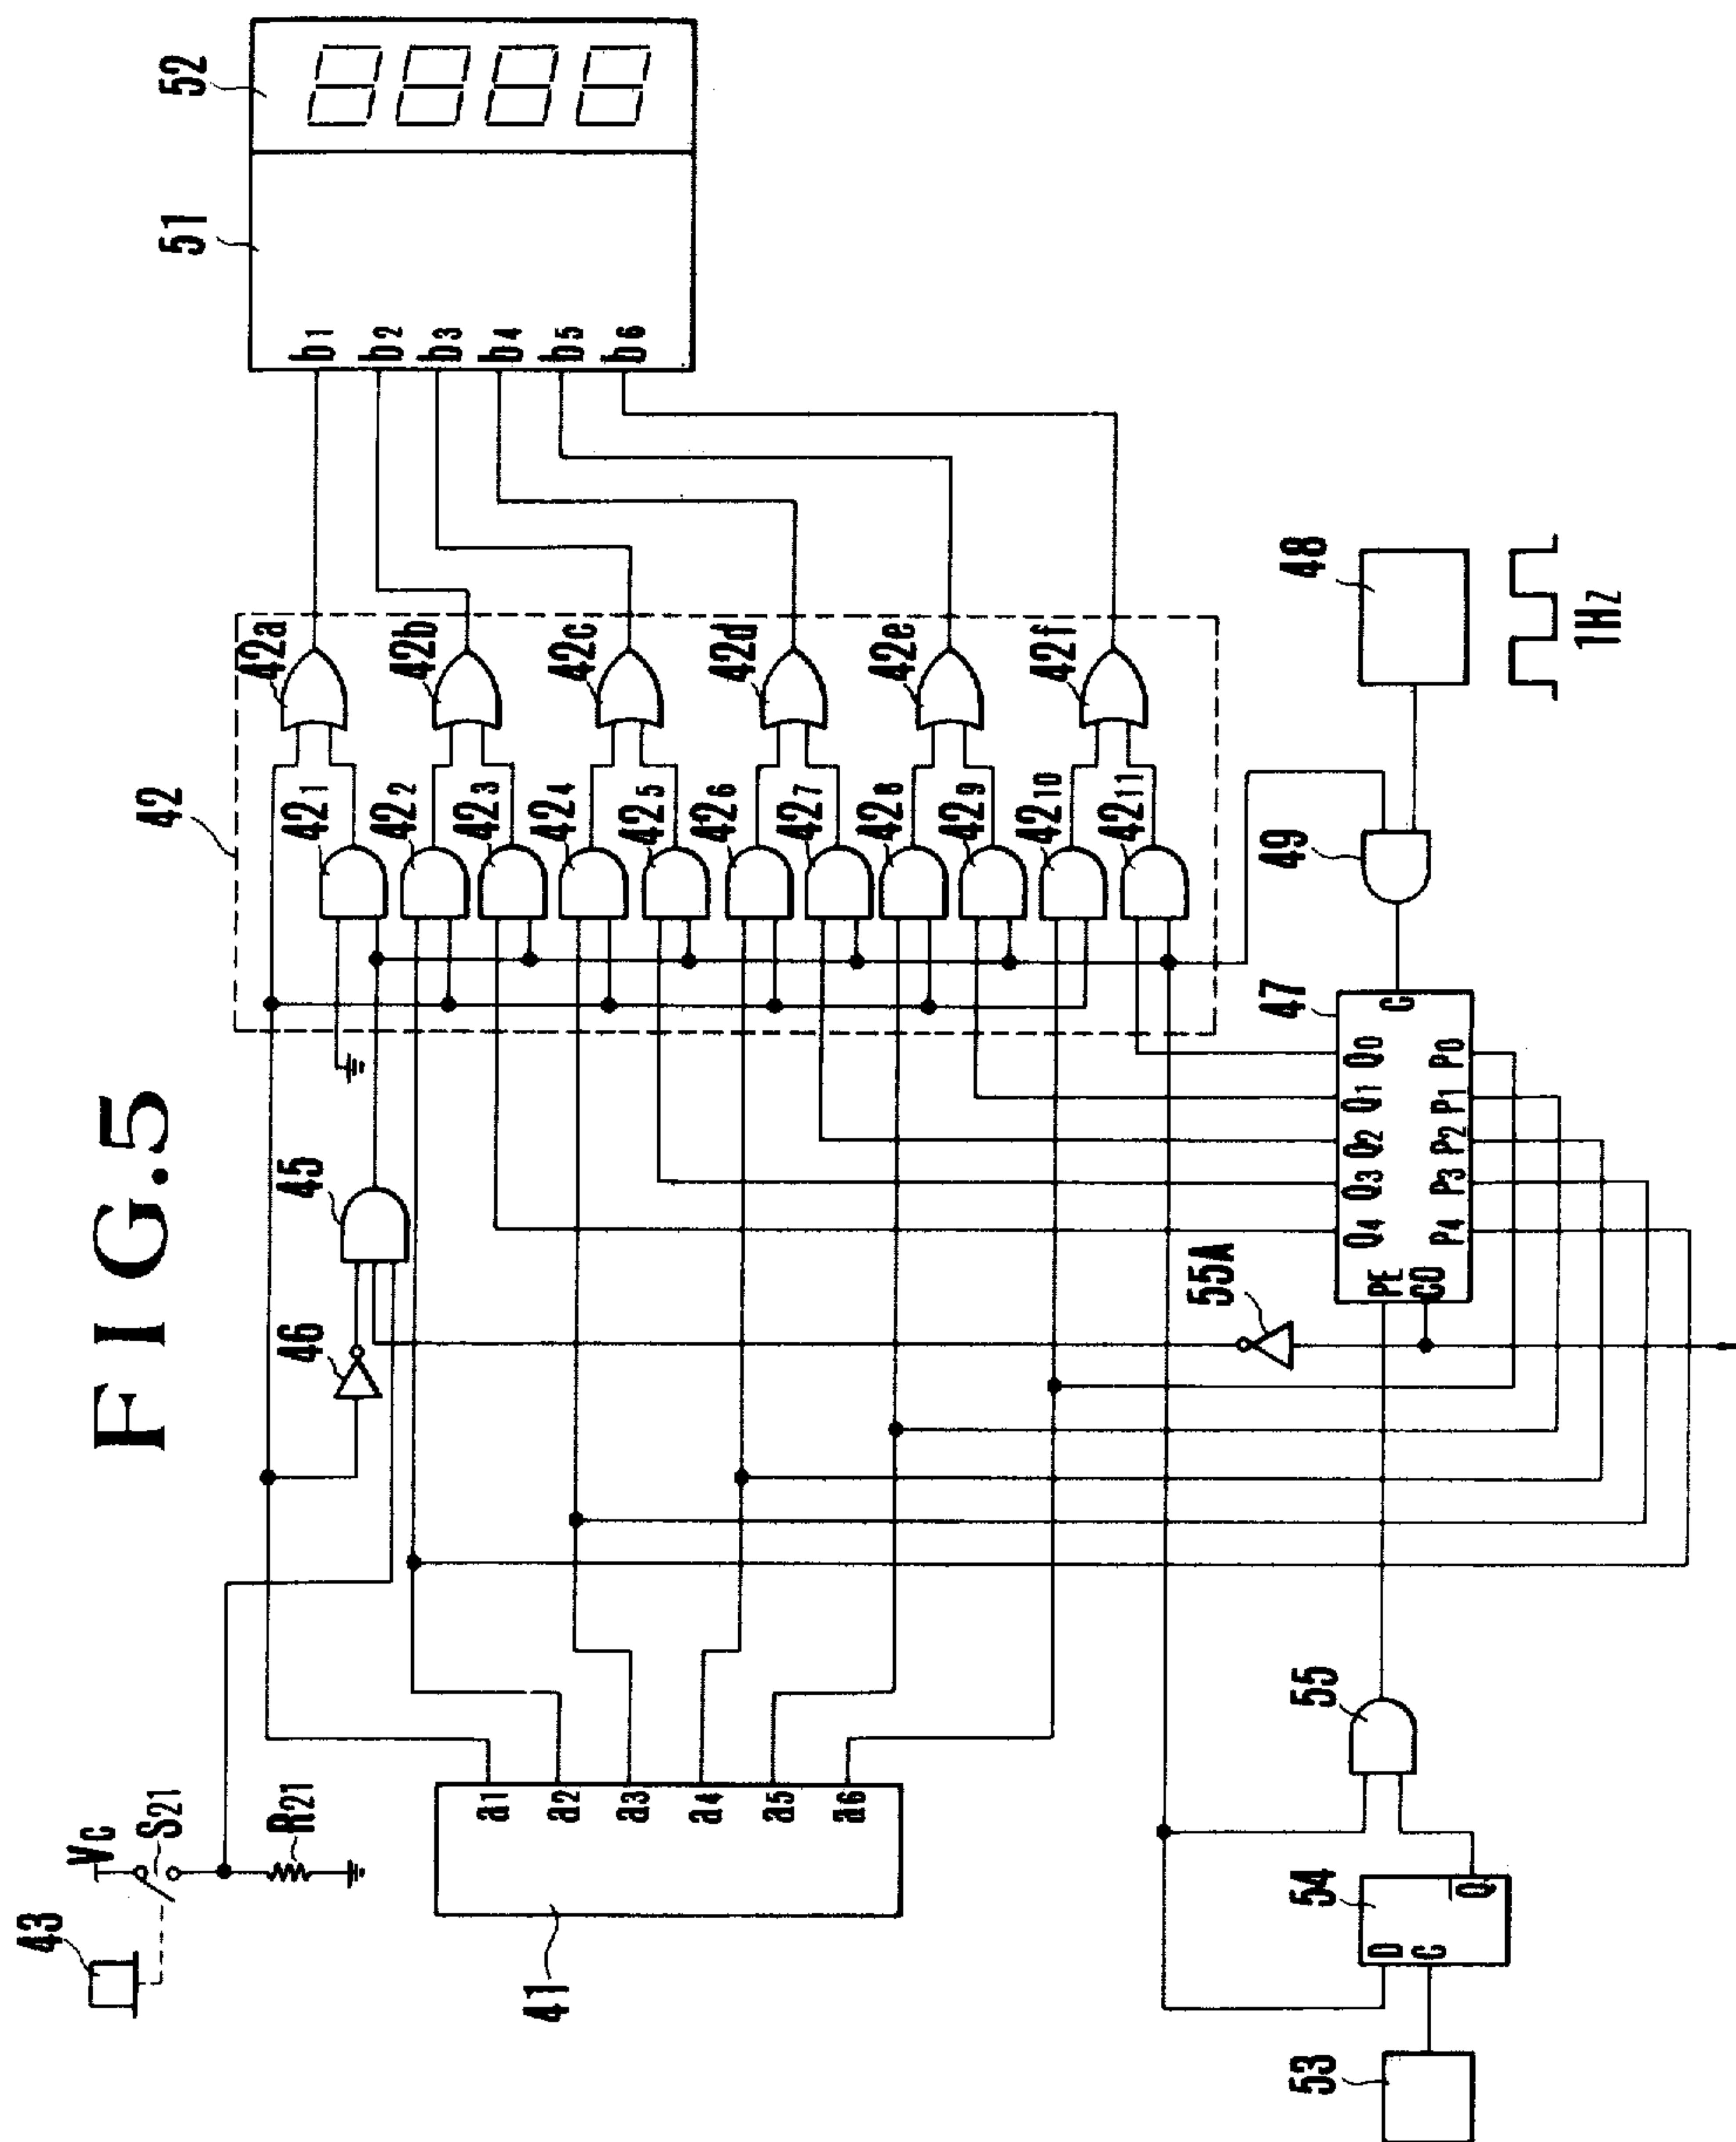 FIG.5
43
VC
S21
R21
41
a1
a2
a3
a4
a5
a6
46
45
42
421
422
423
424
425
426
427
428
429
4210
4211
42a
42b
42c
42d
42e
42f
51
52
b1
b2
b3
b4
b5
b6
53
54
D
C
Q̅
55
55A
47
PE
CO
Q4
Q3
Q2
Q1
Q0
P4
P3
P2
P1
P0
C
49
48
1Hz